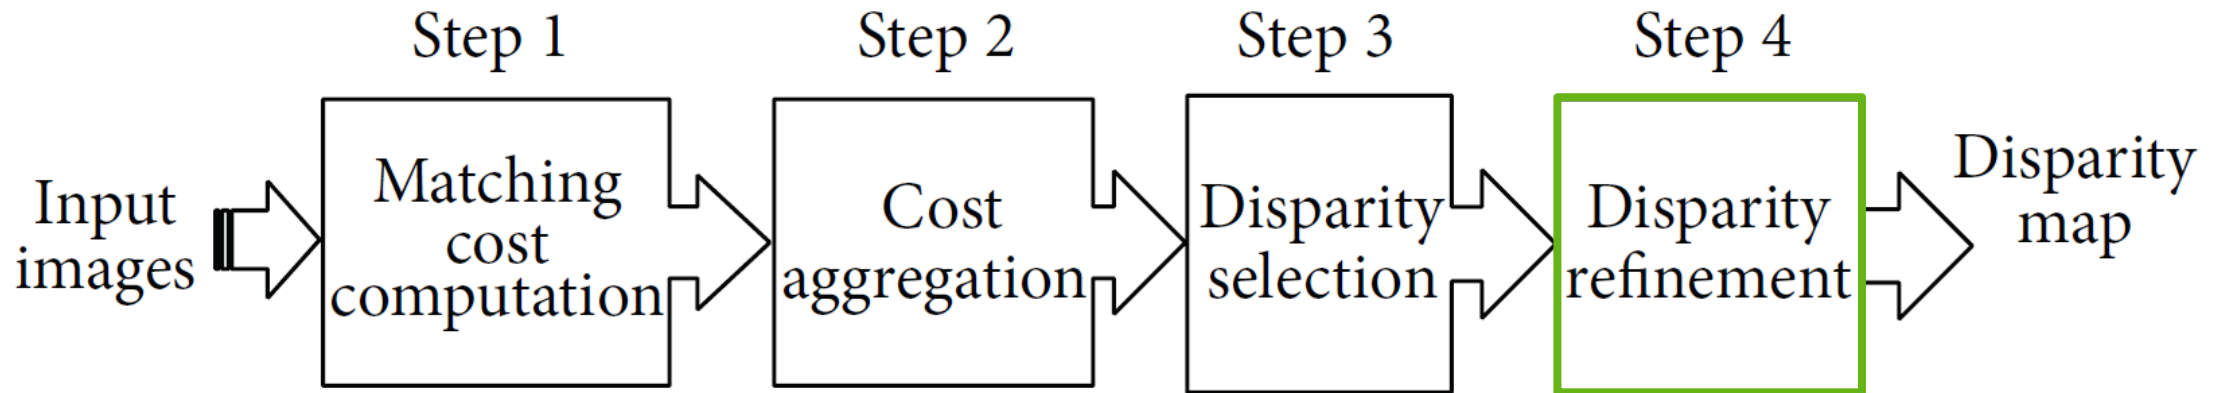 Step 1
Step 2
Step 3
Step 4
Input
images
Matching
cost
computation
Cost
aggregation
Disparity
selection
Disparity
refinement
Disparity
map